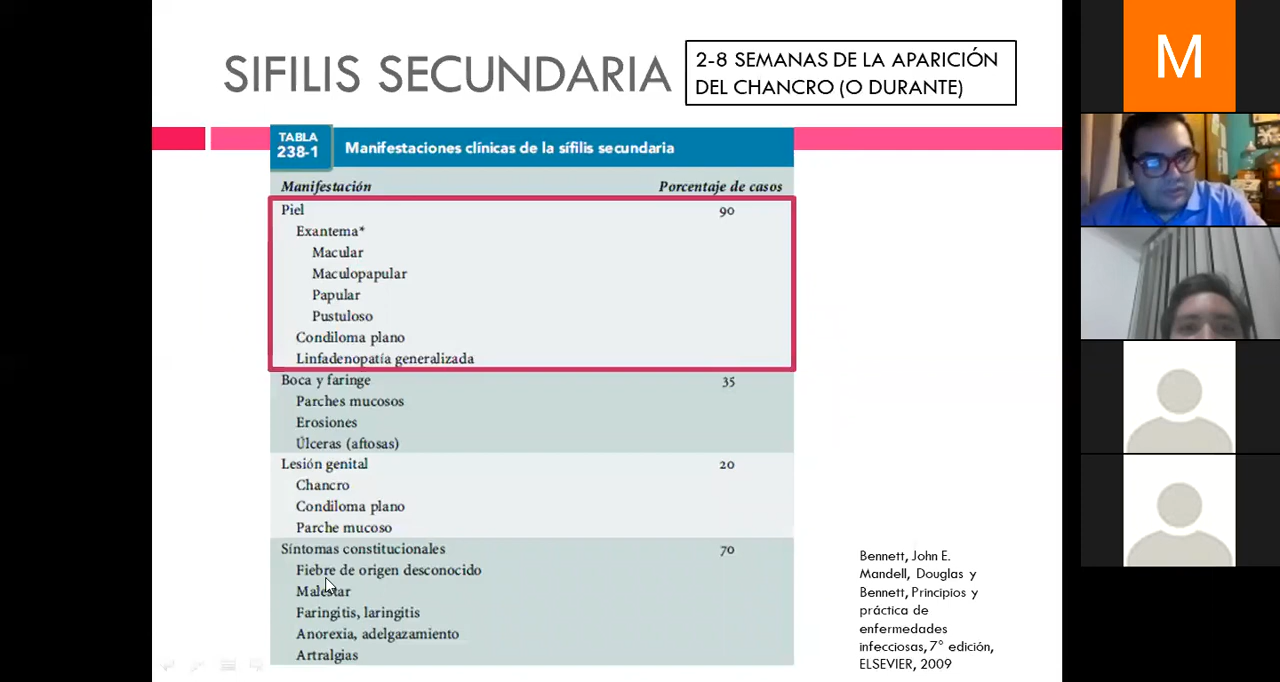 SIFILIS SECUNDARIA
2-8 SEMANAS DE LA APARICIÓN
DEL CHANCRO (O DURANTE)
TABLA
238-1
Manifestaciones clínicas de la sífilis secundaria
Manifestación Porcentaje de casos
Piel 90
Exantema*
Macular
Maculopapular
Papular
Pustuloso
Condiloma plano
Linfadenopatía generalizada
Boca y faringe 35
Parches mucosos
Erosiones
Úlceras (aftosas)
Lesión genital 20
Chancro
Condiloma plano
Parche mucoso
Síntomas constitucionales 70
Fiebre de origen desconocido
Malestar
Faringitis, laringitis
Anorexia, adelgazamiento
Artralgias
Bennett, John E.
Mandell, Douglas y
Bennett, Principios y
práctica de
enfermedades
infecciosas, 7° edición,
ELSEVIER, 2009
M